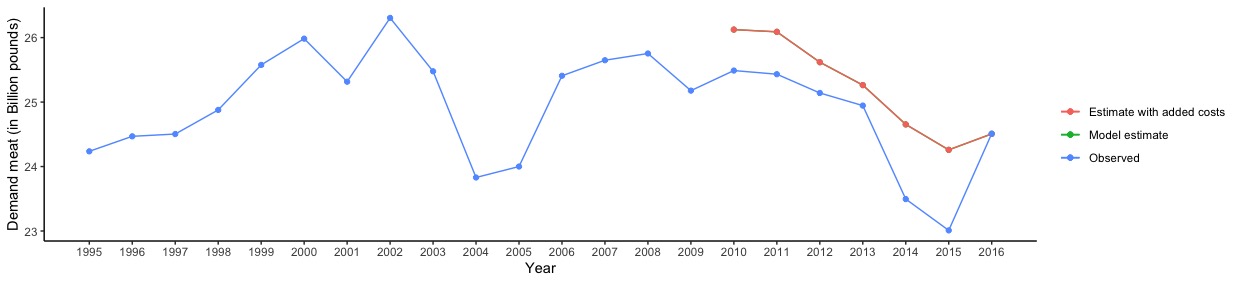 Demand meat (in Billion pounds)
26
25
24
23
1995 1996 1997 1998 1999 2000 2001 2002 2003 2004 2005 2006 2007 2008 2009 2010 2011 2012 2013 2014 2015 2016
Year
Estimate with added costs
Model estimate
Observed